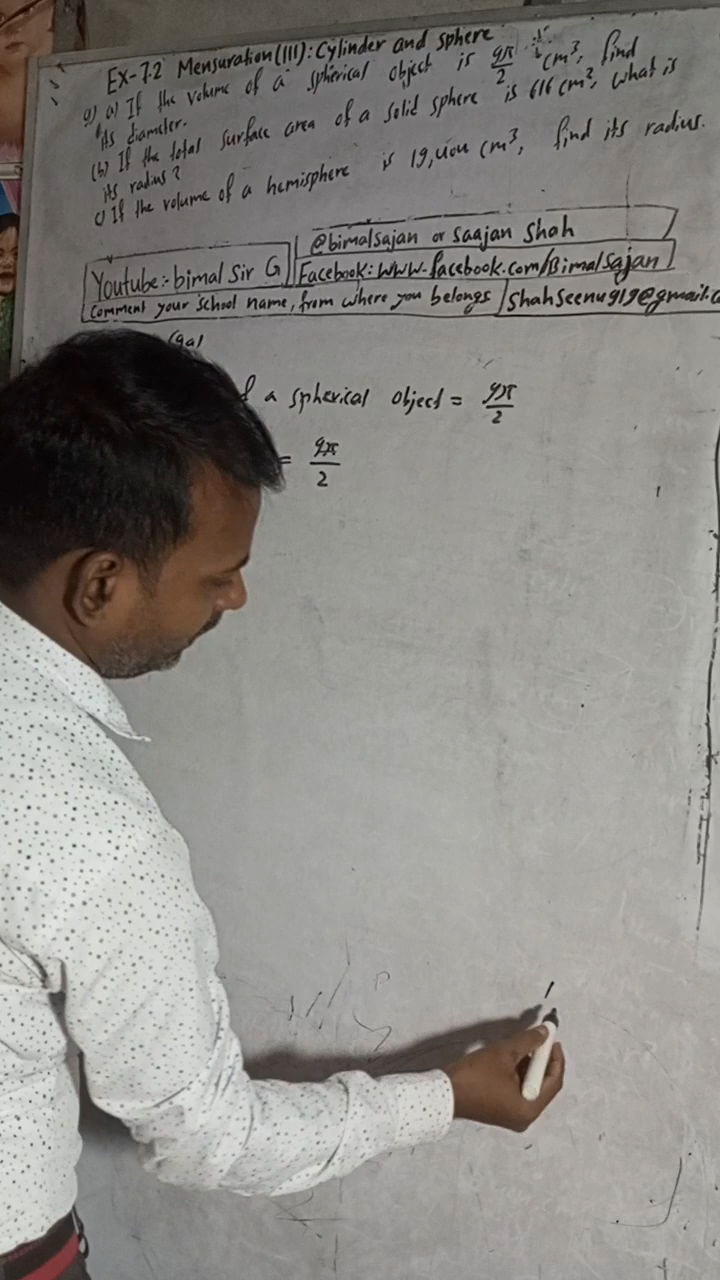 Ex-7.2 Mensuration(III): Cylinder and sphere
9) a) If the volume of a spherical object is 9π/2 cm³, find
its diameter.
(b) If the total surface area of a solid sphere is 616 cm², what is
its radius?
c) If the volume of a hemisphere is 19,404 cm³, find its radius.
@bimalsajan or Saajan Shah
Youtube:- bimal Sir G
Facebook: www.facebook.com/Bimalsajan
Comment your school name, from where you belongs
Shahseenu919@gmail.c
(9a)
a spherical object = 9π/2
= 9π/2